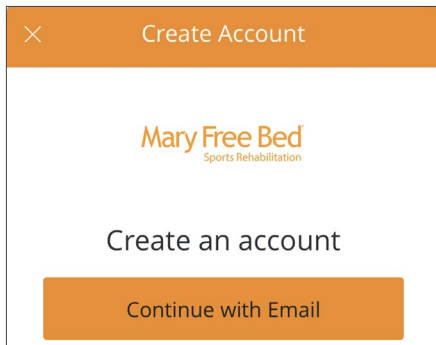 Create Account
Mary Free Bed
Sports Rehabilitation
Create an account
Continue with Email